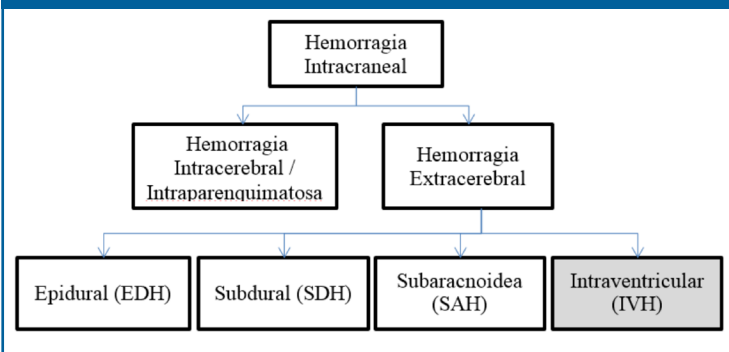 Hemorragia
Intracraneal
Hemorragia
Intracerebral /
Intraparenquimatosa
Hemorragia
Extracerebral
Epidural (EDH)
Subdural (SDH)
Subaracnoidea
(SAH)
Intraventricular
(IVH)